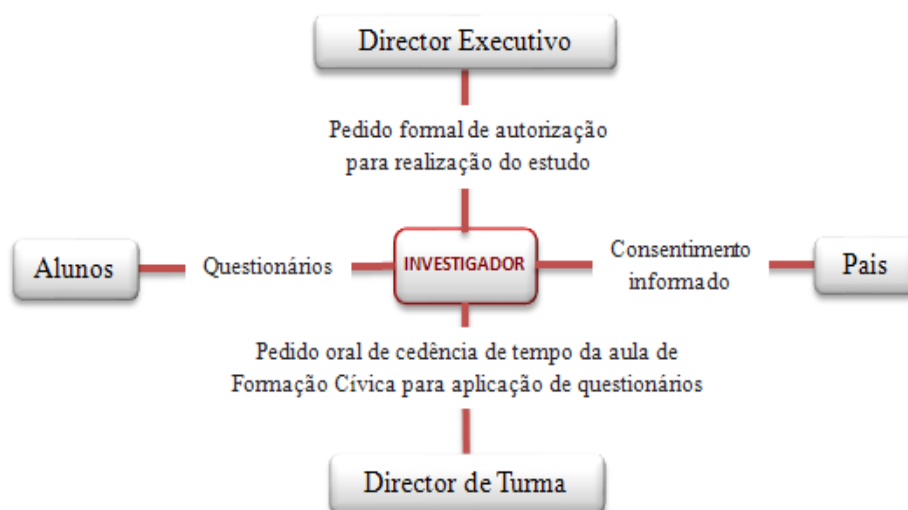 Director Executivo
Pedido formal de autorização
para realização do estudo
Alunos
Questionários
INVESTIGADOR
Consentimento
informado
Pais
Pedido oral de cedência de tempo da aula de
Formação Cívica para aplicação de questionários
Director de Turma